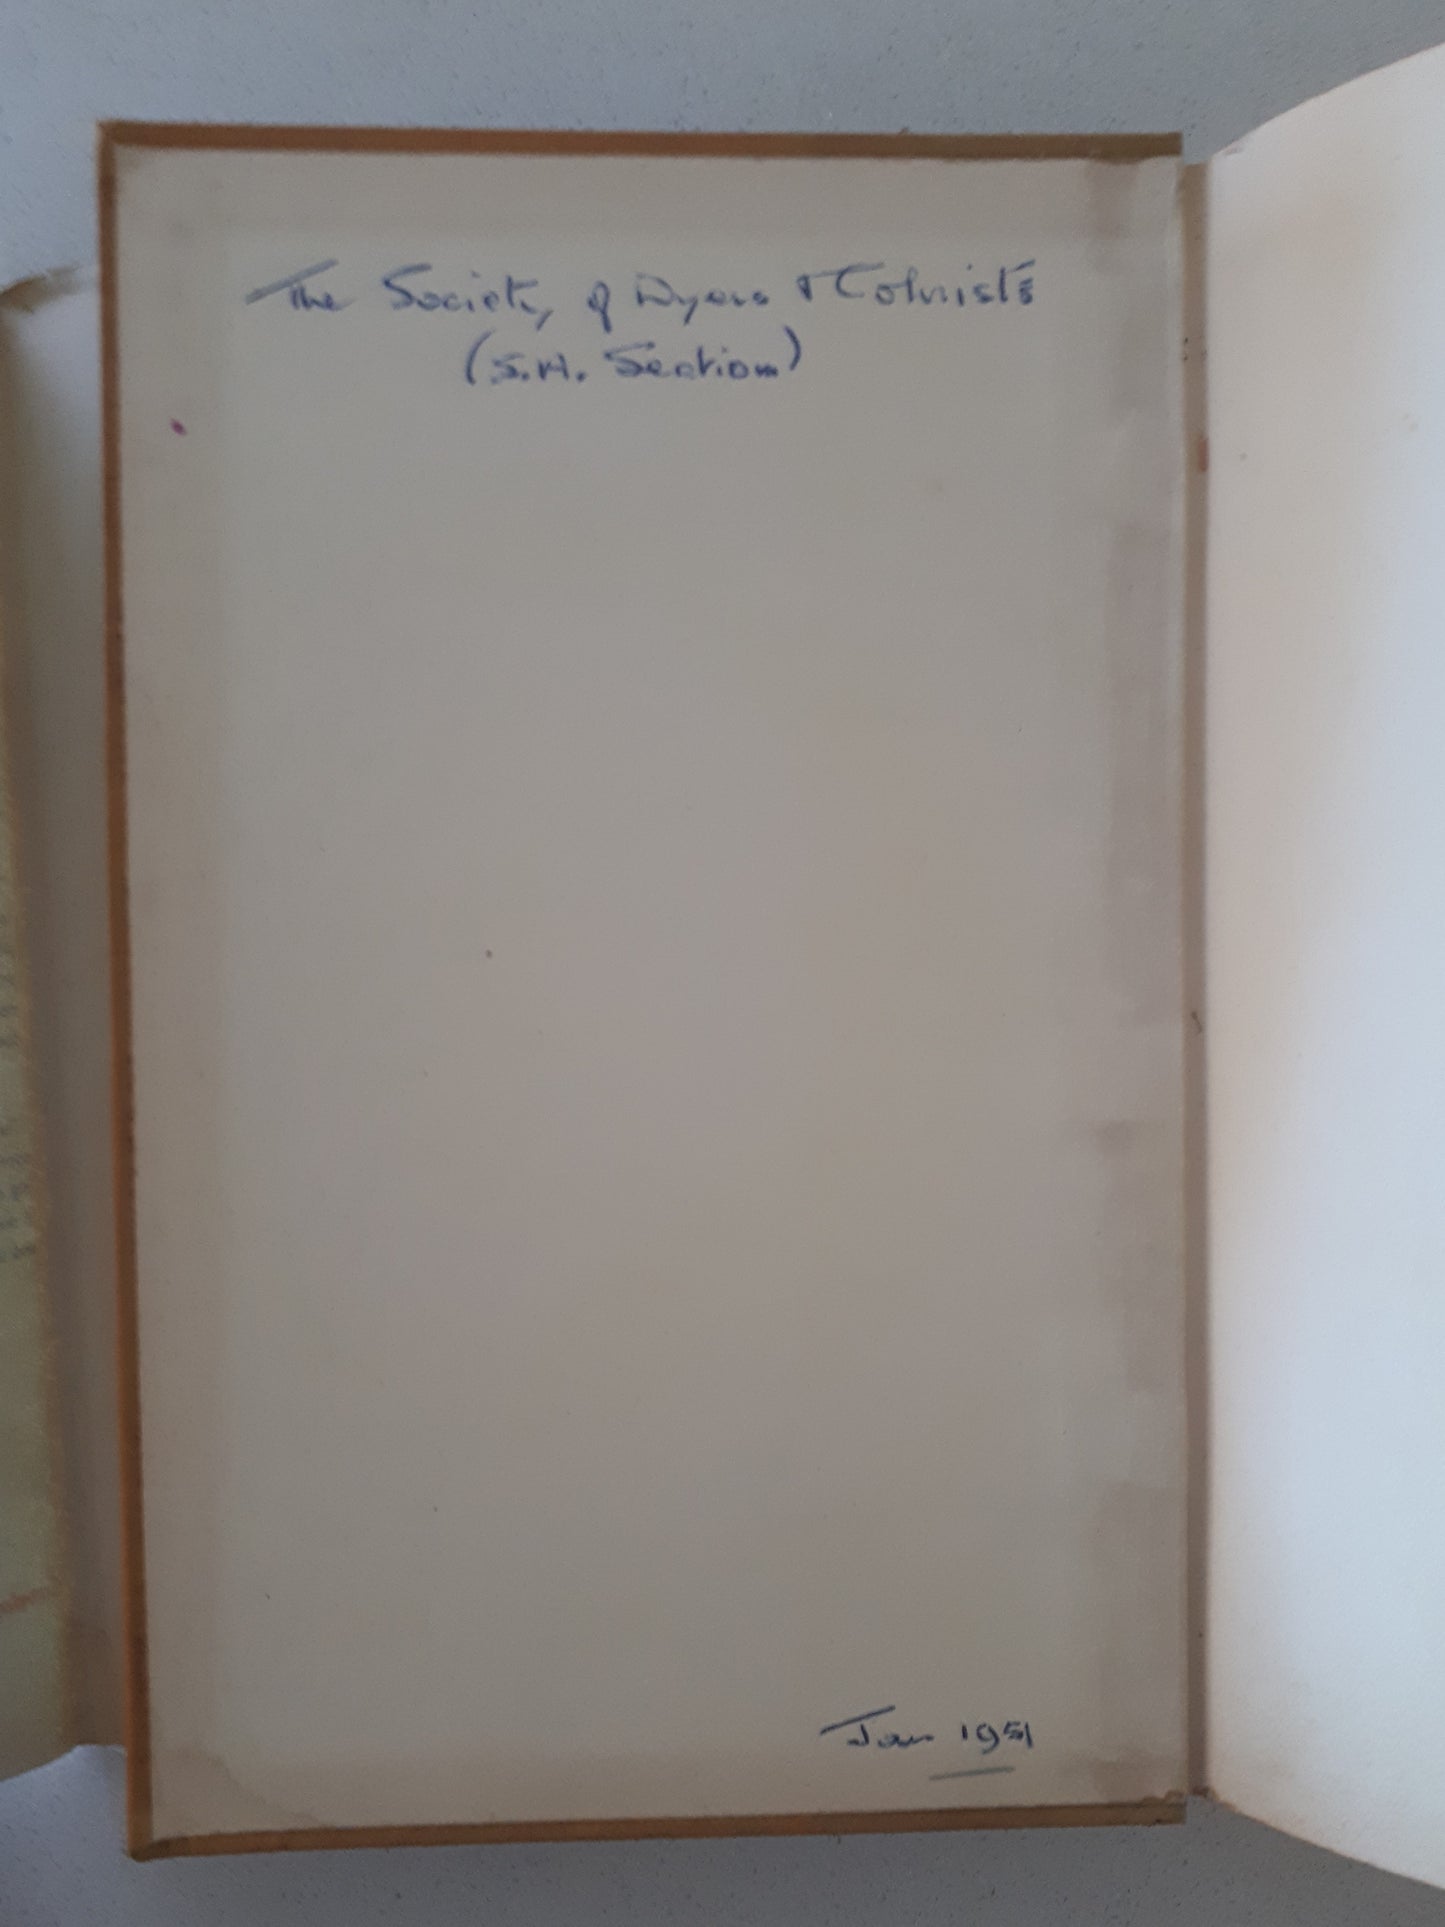 The Society of Dyers & Colourists
(S.A. Section)
Jan 1951